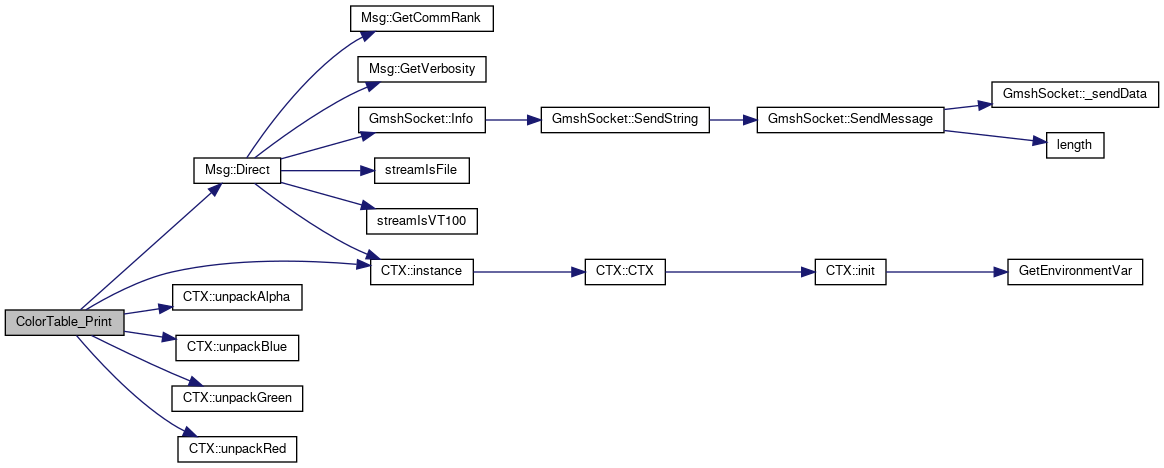 Msg::GetCommRank
Msg::GetVerbosity
GmshSocket::_sendData
GmshSocket::Info
GmshSocket::SendString
GmshSocket::SendMessage
length
Msg::Direct
streamIsFile
streamIsVT100
CTX::instance
CTX::CTX
CTX::init
GetEnvironmentVar
CTX::unpackAlpha
ColorTable_Print
CTX::unpackBlue
CTX::unpackGreen
CTX::unpackRed